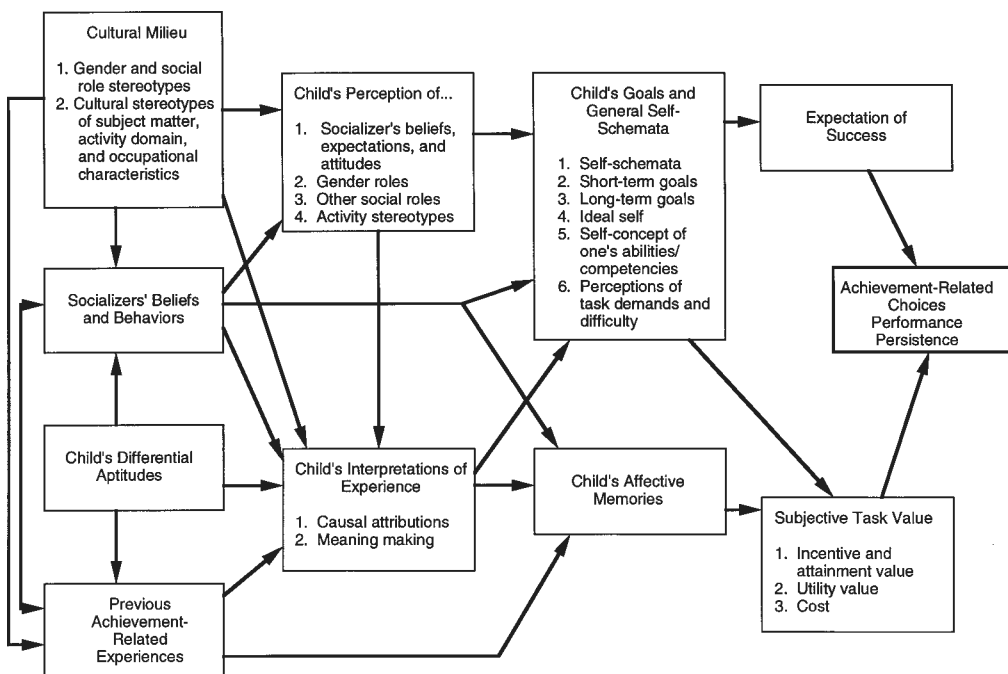 Cultural Milieu
1. Gender and social
role stereotypes
2. Cultural stereotypes
of subject matter,
activity domain,
and occupational
characteristics
Socializers' Beliefs
and Behaviors
Child's Differential
Aptitudes
Previous
Achievement-
Related
Experiences
Child's Perception of...
1. Socializer's beliefs,
expectations, and
attitudes
2. Gender roles
3. Other social roles
4. Activity stereotypes
Child's Interpretations of
Experience
1. Causal attributions
2. Meaning making
Child's Goals and
General Self-
Schemata
1. Self-schemata
2. Short-term goals
3. Long-term goals
4. Ideal self
5. Self-concept of
one's abilities/
competencies
6. Perceptions of
task demands and
difficulty
Child's Affective
Memories
Expectation of
Success
Achievement-Related
Choices
Performance
Persistence
Subjective Task Value
1. Incentive and
attainment value
2. Utility value
3. Cost